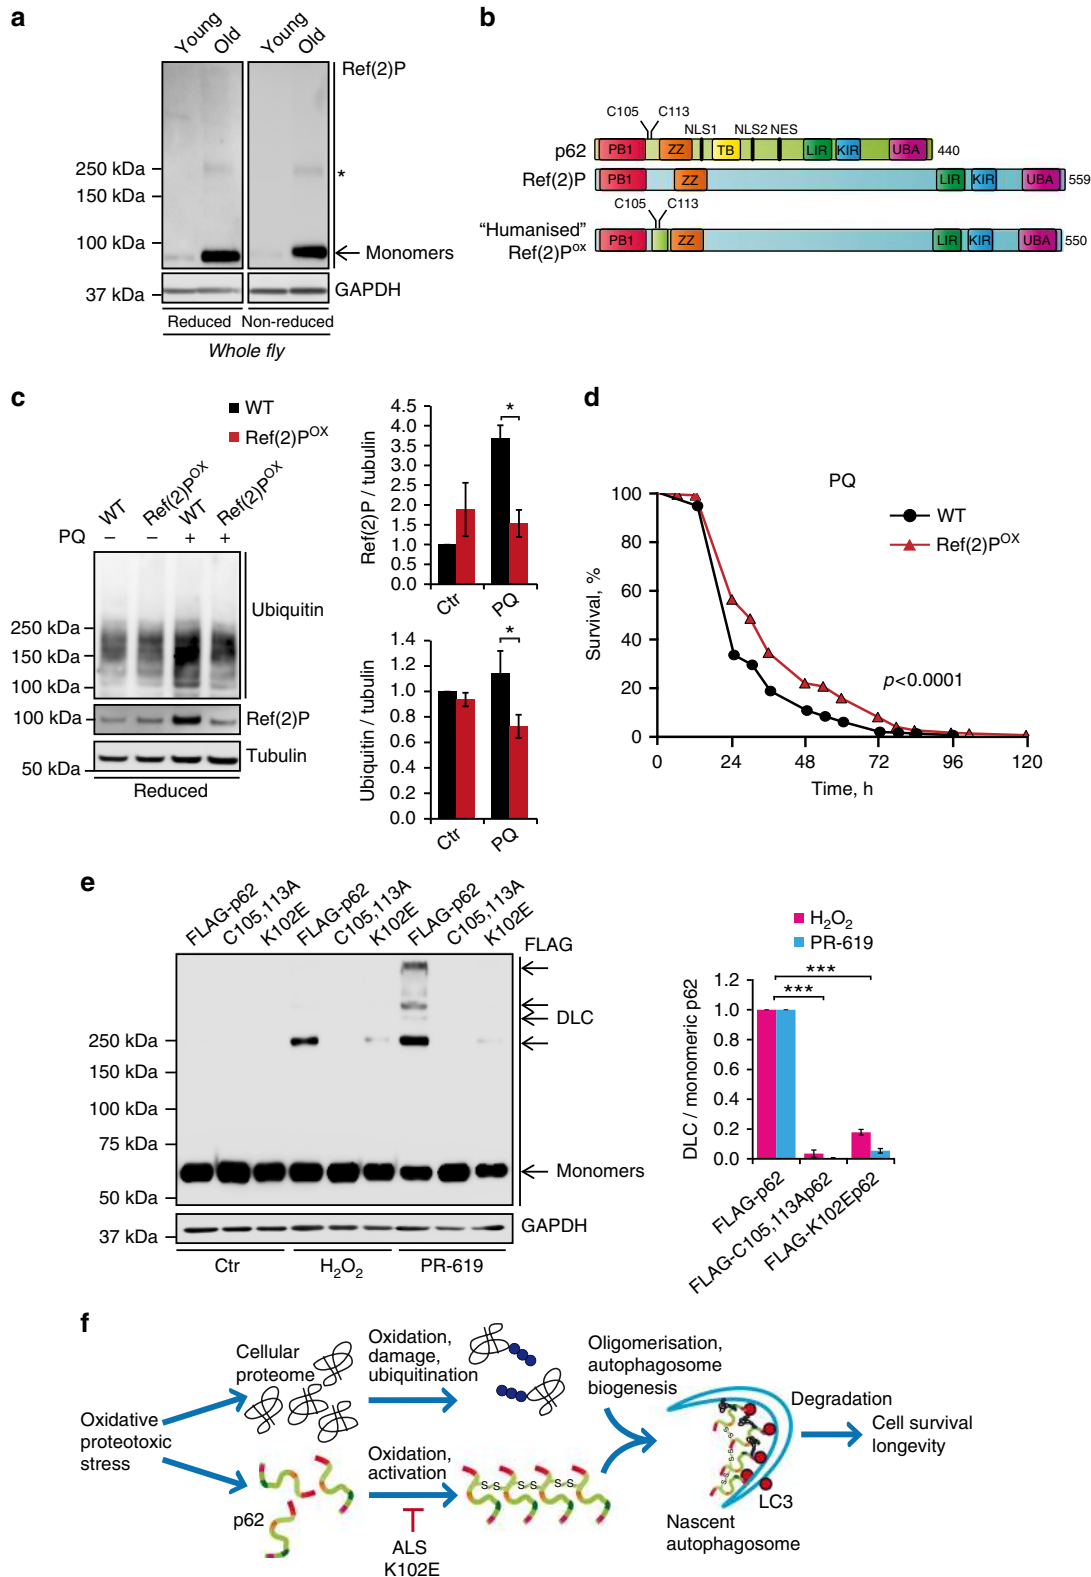 a
Young Old Young Old
Ref(2)P
250 kDa
*
150 kDa
100 kDa
Monomers
37 kDa
GAPDH
Reduced Non-reduced
Whole fly
b
C105 C113
NLS1 NLS2 NES
p62 PB1 ZZ TB LIR KIR UBA 440
Ref(2)P PB1 ZZ LIR KIR UBA 559
C105 C113
"Humanised"
Ref(2)P^ox PB1 ZZ LIR KIR UBA 550
c
WT
Ref(2)P^OX
WT Ref(2)P^OX WT Ref(2)P^OX
PQ − − + +
Ubiquitin
250 kDa
150 kDa
100 kDa
100 kDa
Ref(2)P
Tubulin
50 kDa
Reduced
Ref(2)P / tubulin
4.5
4.0
3.5
3.0
2.5
2.0
1.5
1.0
0.5
0.0
*
Ctr PQ
Ubiquitin / tubulin
1.4
1.2
1.0
0.8
0.6
0.4
0.2
0.0
*
Ctr PQ
d
PQ
WT
Ref(2)P^OX
Survival, %
100
80
60
40
20
0
p<0.0001
0 24 48 72 96 120
Time, h
e
FLAG-p62 C105,113A K102E FLAG-p62 C105,113A K102E FLAG-p62 C105,113A K102E
FLAG
DLC
250 kDa
150 kDa
100 kDa
75 kDa
Monomers
50 kDa
37 kDa
GAPDH
Ctr H₂O₂ PR-619
H₂O₂
PR-619
DLC / monomeric p62
1.2
1.0
0.8
0.6
0.4
0.2
0.0
***
***
FLAG-p62
FLAG-C105,113Ap62
FLAG-K102Ep62
f
Oxidative
proteotoxic
stress
Cellular
proteome
Oxidation,
damage,
ubiquitination
p62
Oxidation,
activation
ALS
K102E
S-S S-S S-S
Oligomerisation,
autophagosome
biogenesis
S-S
S-S
S-S
LC3
Nascent
autophagosome
Degradation
Cell survival
longevity